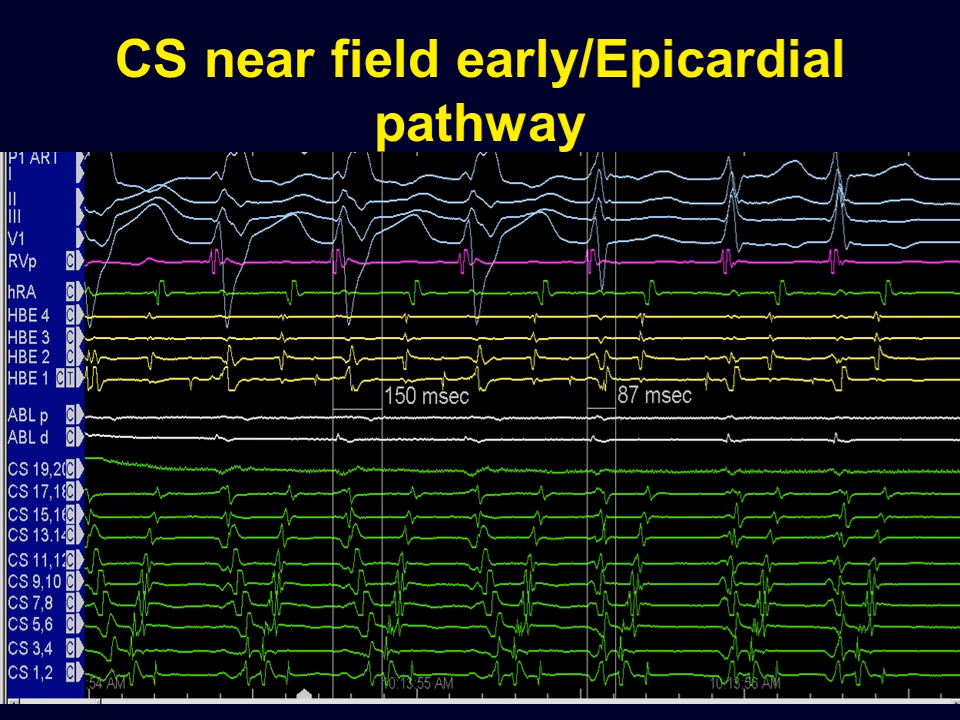 CS near field early/Epicardial
pathway
P1 ART
I
II
III
V1
RVp C
hRA C
HBE 4 C
HBE 3 C
HBE 2 C
HBE 1 C T
150 msec
87 msec
ABL p C
ABL d C
CS 19,20 C
CS 17,18 C
CS 15,16 C
CS 13,14 C
CS 11,12 C
CS 9,10 C
CS 7,8 C
CS 5,6 C
CS 3,4 C
CS 1,2 C
:54 AM
10:13:55 AM
10:13:56 AM